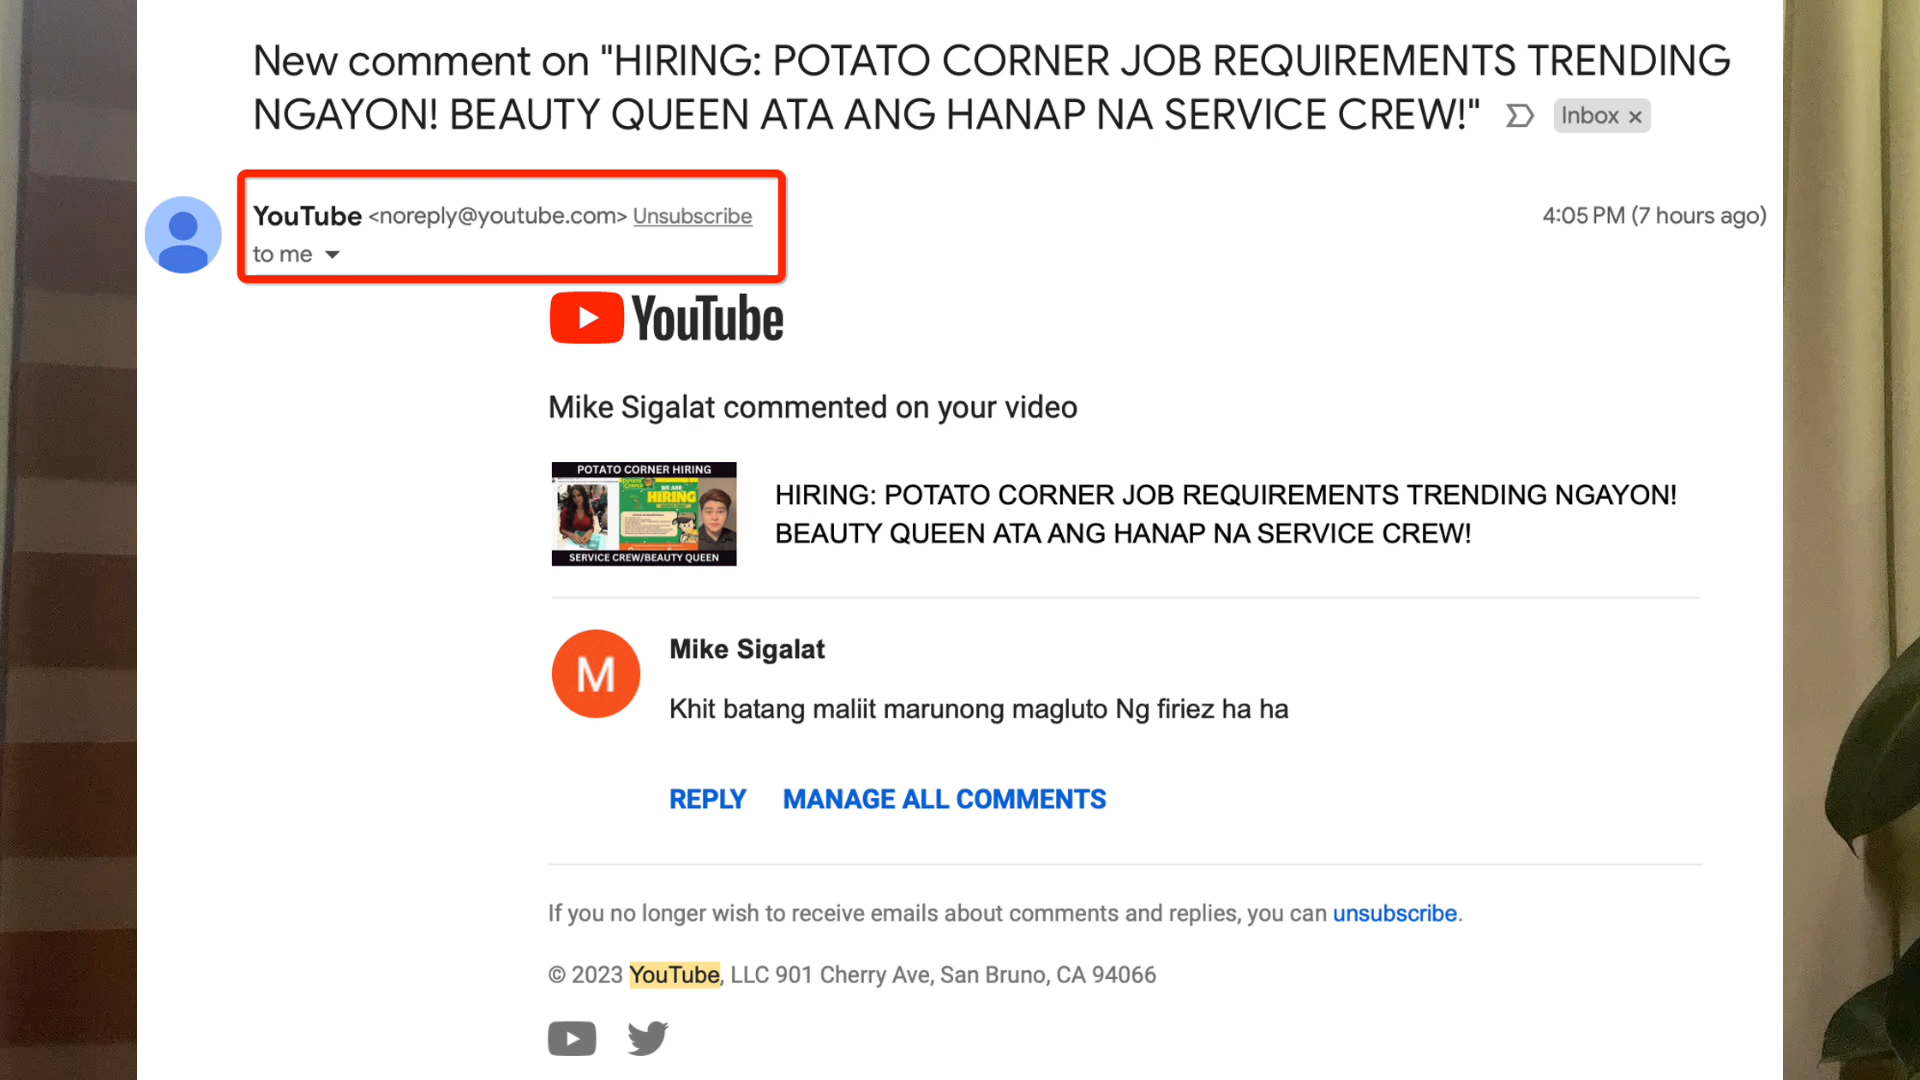 New comment on "HIRING: POTATO CORNER JOB REQUIREMENTS TRENDING
NGAYON! BEAUTY QUEEN ATA ANG HANAP NA SERVICE CREW!" Inbox ×
YouTube <noreply@youtube.com> Unsubscribe
4:05 PM (7 hours ago)
to me
YouTube
Mike Sigalat commented on your video
POTATO CORNER HIRING
WE ARE
HIRING
SERVICE CREW/BEAUTY QUEEN
HIRING: POTATO CORNER JOB REQUIREMENTS TRENDING NGAYON!
BEAUTY QUEEN ATA ANG HANAP NA SERVICE CREW!
M
Mike Sigalat
Khit batang maliit marunong magluto Ng firiez ha ha
REPLY MANAGE ALL COMMENTS
If you no longer wish to receive emails about comments and replies, you can unsubscribe.
© 2023 YouTube, LLC 901 Cherry Ave, San Bruno, CA 94066